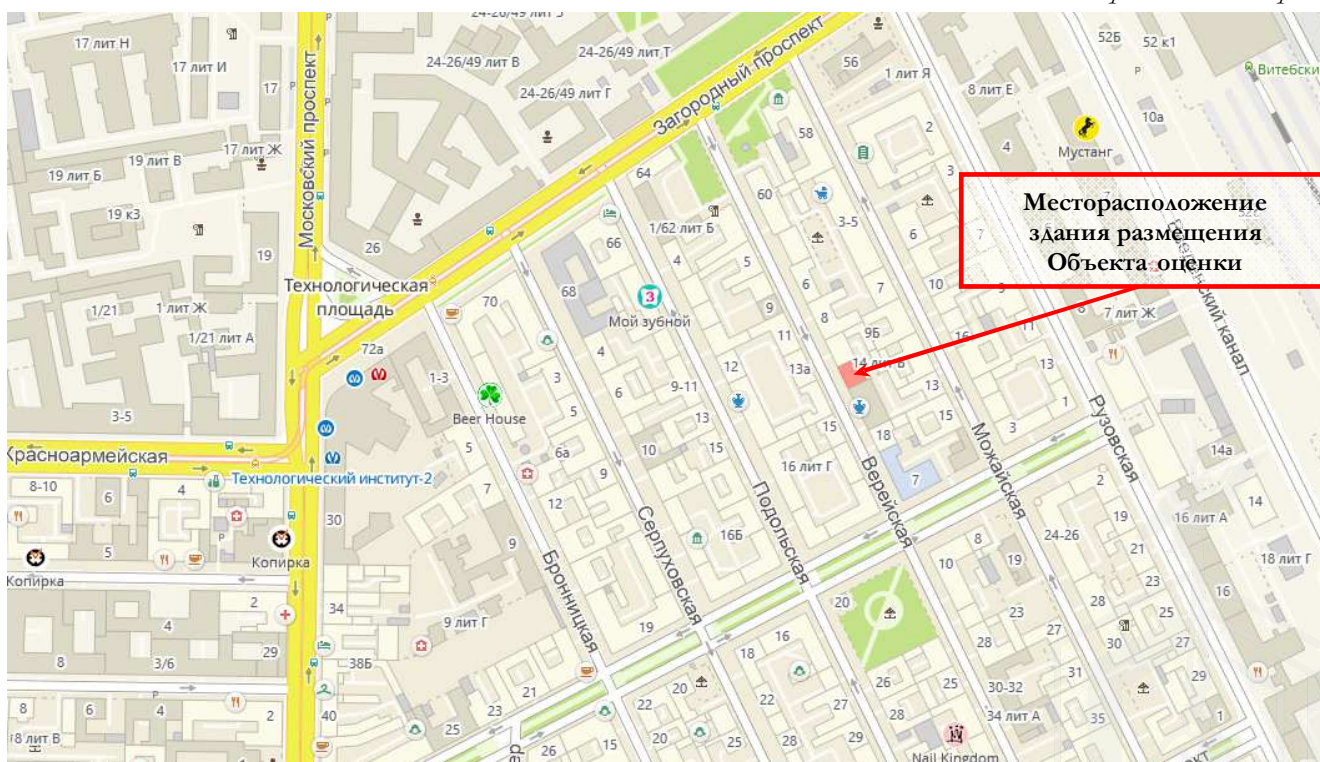 24-26/49 лит В
24-26/49 лит Т
24-26/49 лит Г
17 лит Н
17 лит И
17
17 лит Ж
19 лит В
19 лит Б
19 к3
19
Московский проспект
Загородный проспект
56
1 лит Я
52Б
52 к1
P
Витебски
8 лит Е
10а
4
Мустанг
2
3
58
60
3-5
6
7
64
1/62 лит Б
66
26
Месторасположение
здания размещения
Объекта оценки
Технологическая
площадь
1/21
1 лит Ж
1/21 лит А
72а
70
68
Мой зубной
4
5
6
7
8
9
9Б
10
11
16
7 лит Ж
Введенский канал
1-3
Beer House
3
4
5
6
9-11
12
13
13а
14 лит Б
13
15
3-5
Красноармейская
Технологический институт-2
8-10
6
4
5
6а
7
9
10
12
15
16 лит Г
18
7
15
3
1
13
14а
14
Рузовская
Можайская
Верейская
Подольская
Серпуховская
Бронницкая
Копирка
Копирка
30
9
16Б
8
10
19
24-26
2
19
21
16 лит А
18 лит Г
2
4
34
9 лит Г
19
20
16
18
23
28
27
30
23
25
27
16
8
3/6
29
38Б
21
22
20
22
27
26
28
25
28
30-32
31
29
34 лит А
35
1
8
6
4
2
40
25
23
26
15
20
25
28
29
18 лит В
Nail Kingdom